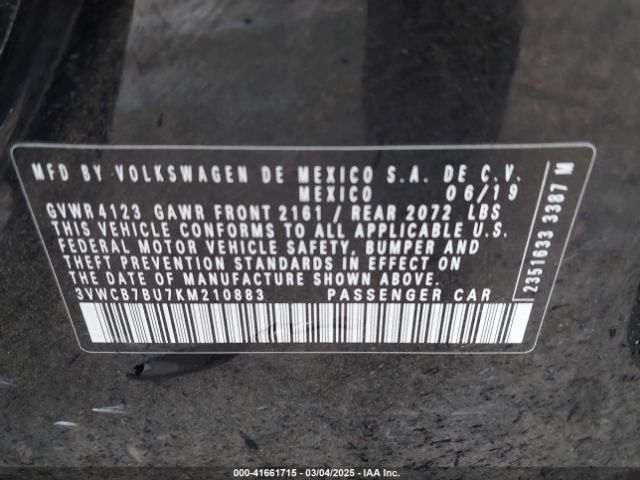 MFD BY VOLKSWAGEN DE MEXICO S.A. DE C.V.
MEXICO 06/19
GVWR 4123 GAWR FRONT 2161 / REAR 2072 LBS
THIS VEHICLE CONFORMS TO ALL APPLICABLE U.S.
FEDERAL MOTOR VEHICLE SAFETY, BUMPER AND
THEFT PREVENTION STANDARDS IN EFFECT ON
THE DATE OF MANUFACTURE SHOWN ABOVE.
3VWCB7BU7KM210883 PASSENGER CAR
2351633 3387 M
000-41661715 - 03/04/2025 - IAA Inc.